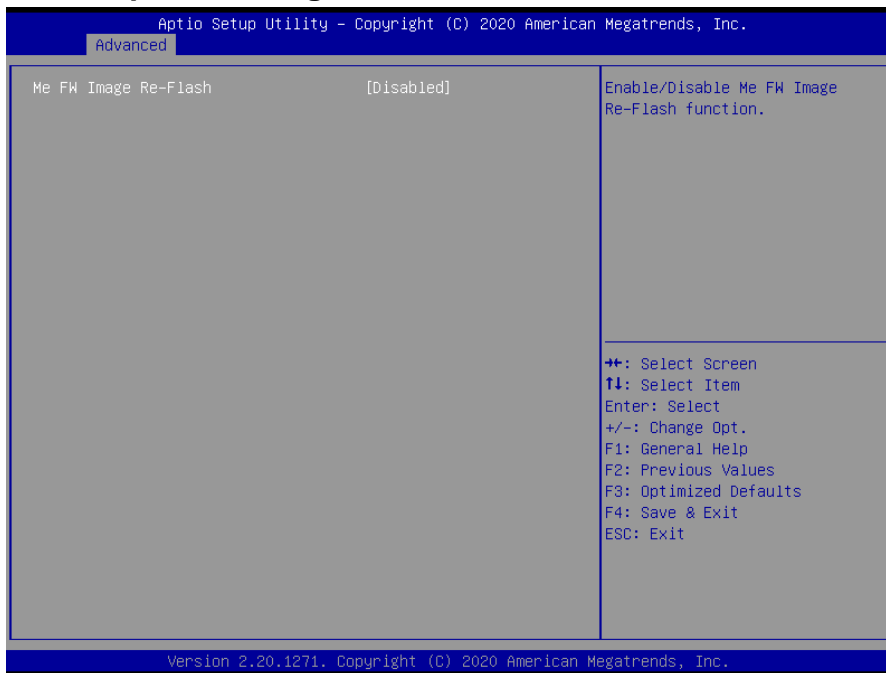 Aptio Setup Utility – Copyright (C) 2020 American Megatrends, Inc.
Advanced
Me FW Image Re-Flash [Disabled]
Enable/Disable Me FW Image
Re-Flash function.
→←: Select Screen
↑↓: Select Item
Enter: Select
+/-: Change Opt.
F1: General Help
F2: Previous Values
F3: Optimized Defaults
F4: Save & Exit
ESC: Exit
Version 2.20.1271. Copyright (C) 2020 American Megatrends, Inc.